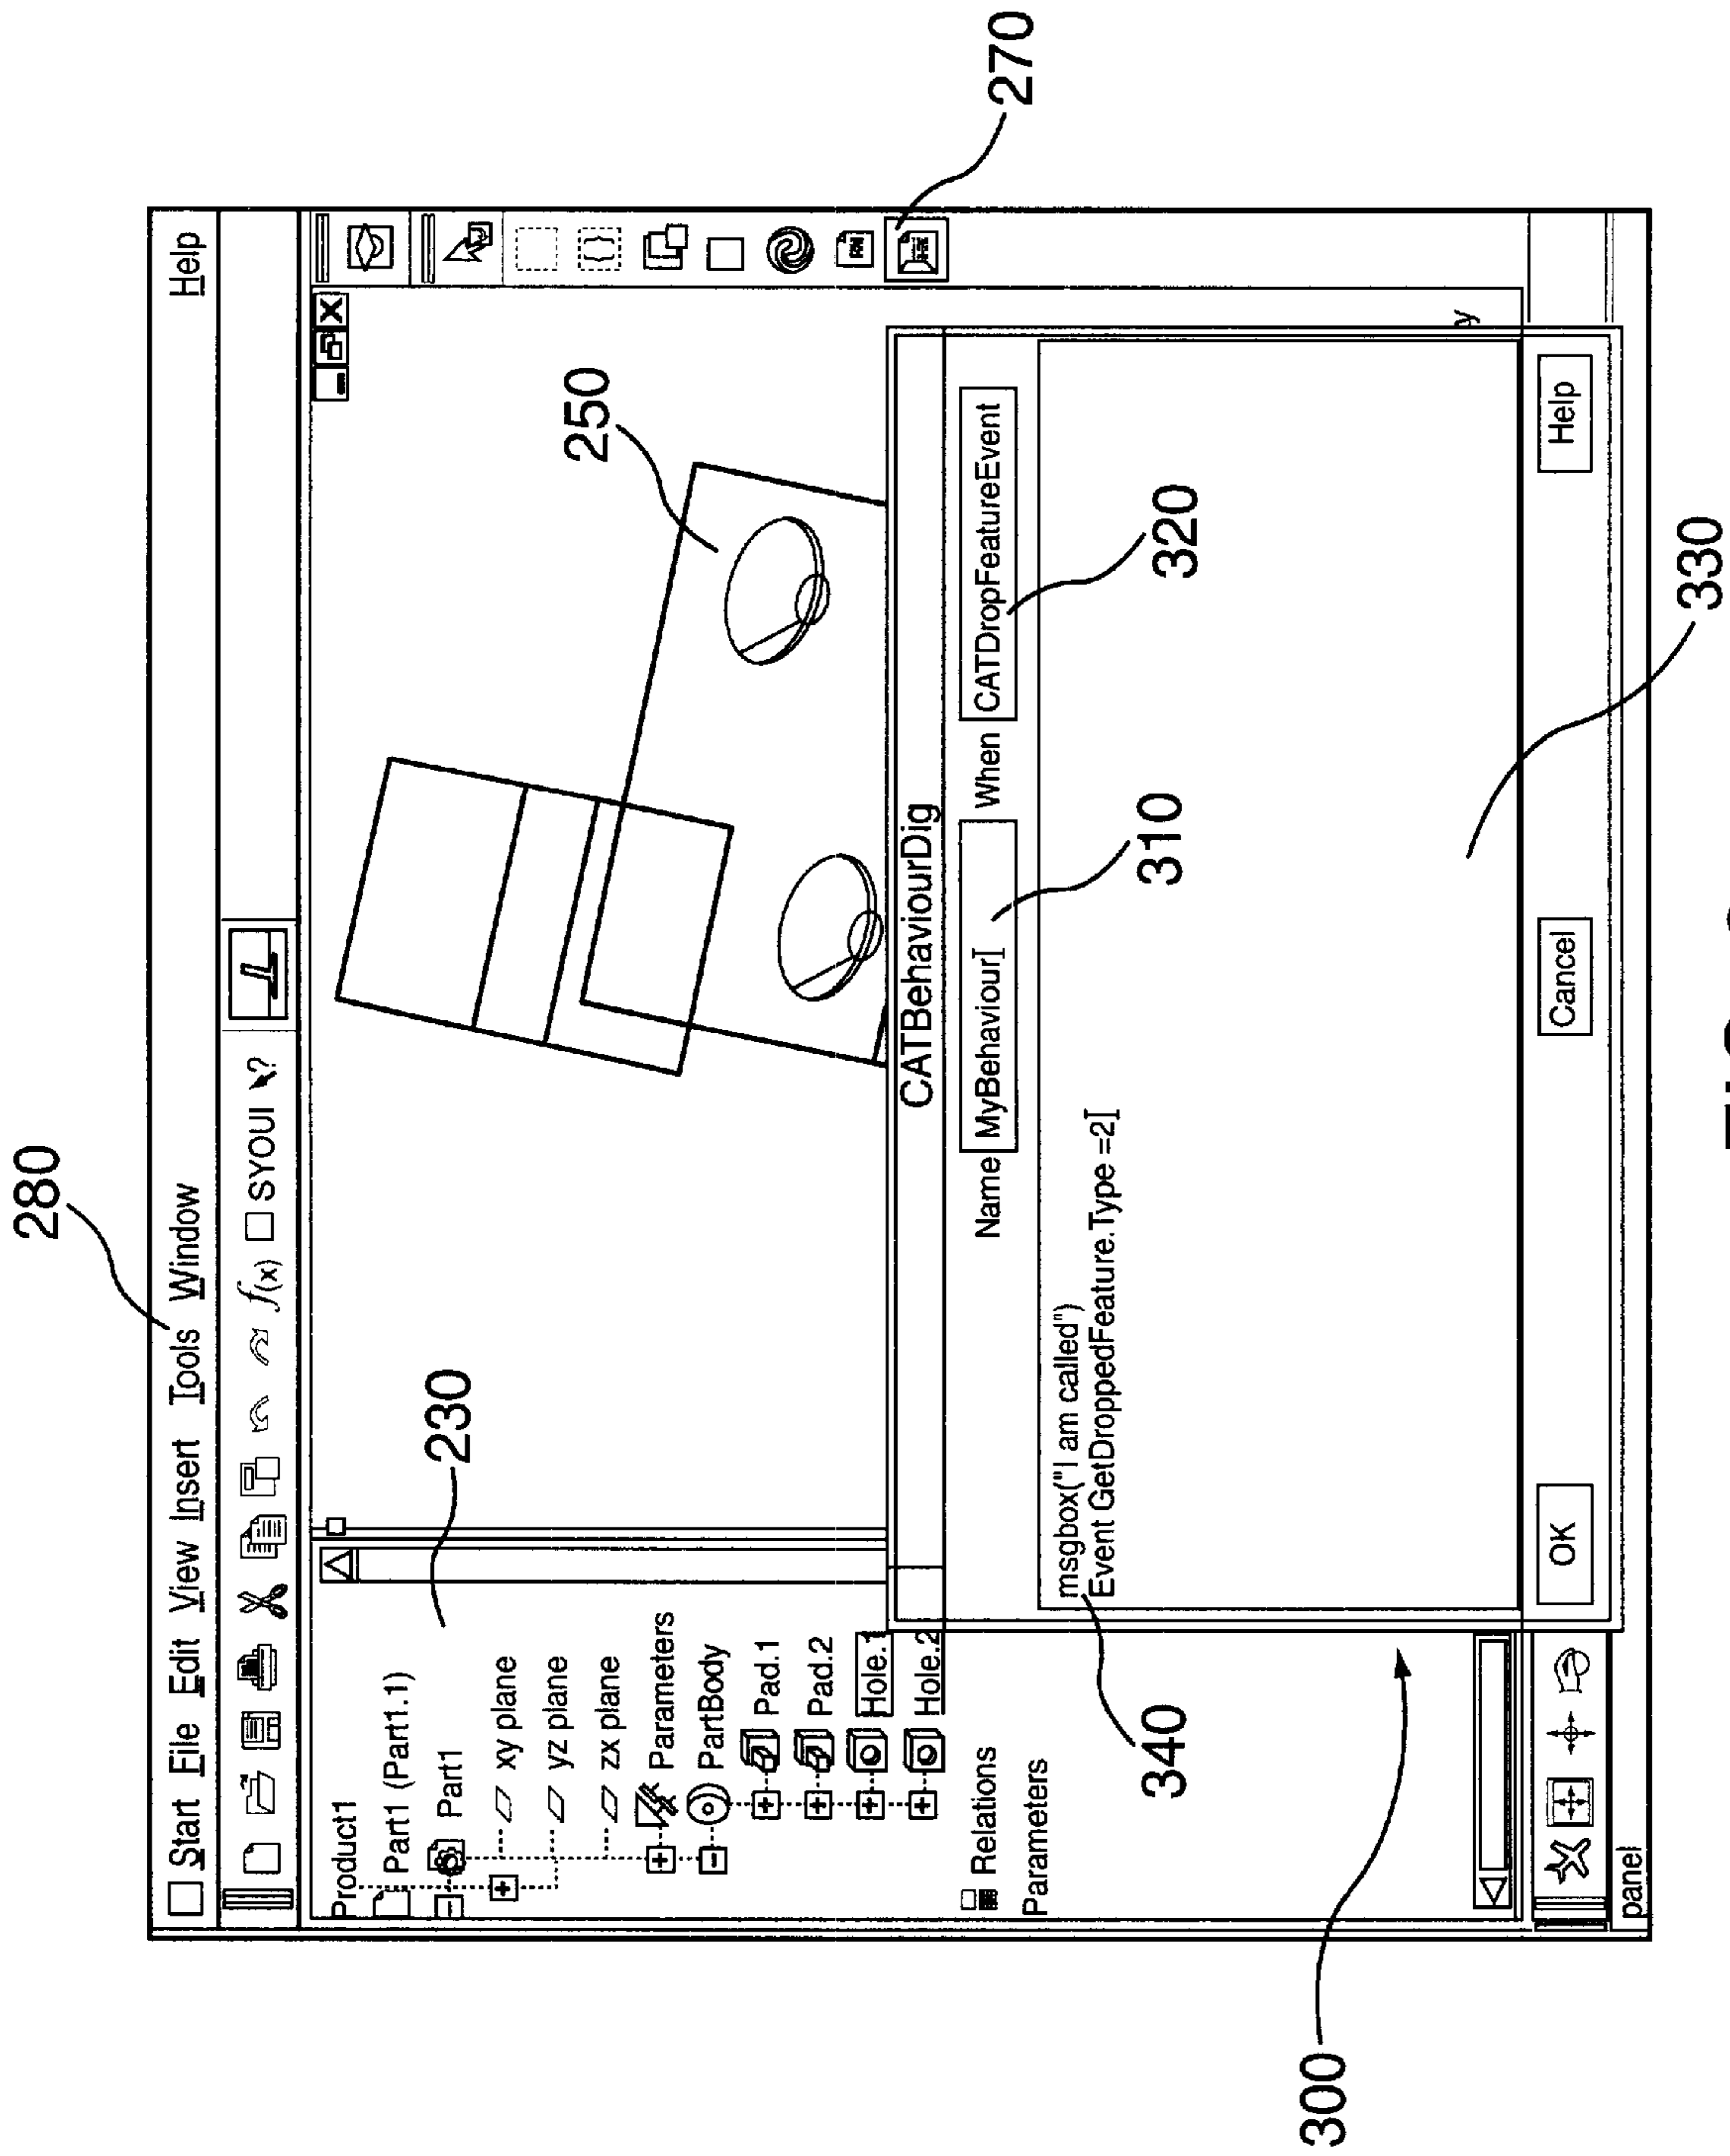 280
Start File Edit View Insert Tools Window Help
f(x) SYOUI ?
230
Product1
Part1 (Part1.1)
Part1
xy plane
yz plane
zx plane
Parameters
PartBody
Pad.1
Pad.2
Hole.1
Hole.2
Relations
Parameters
250
270
CATBehaviourDig
Name MyBehaviour When CATDropFeatureEvent
310
320
msgbox("I am called")
Event GetDroppedFeature.Type =2
340
y
OK Cancel Help
330
panel
300